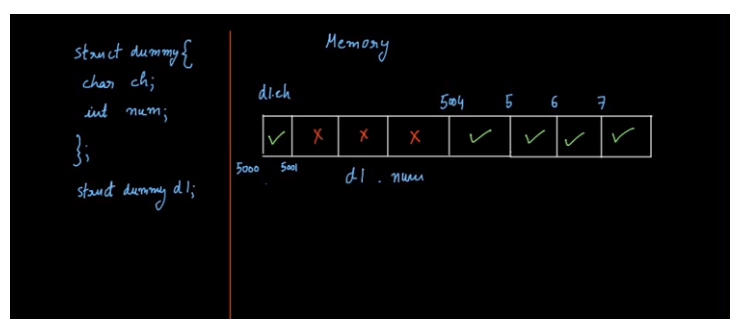 struct dummy{
char ch;
int num;
};
struct dummy d1;
Memory
d1.ch
5004 5 6 7
✓ x x x ✓ ✓ ✓ ✓
5000 5001
d1 . num